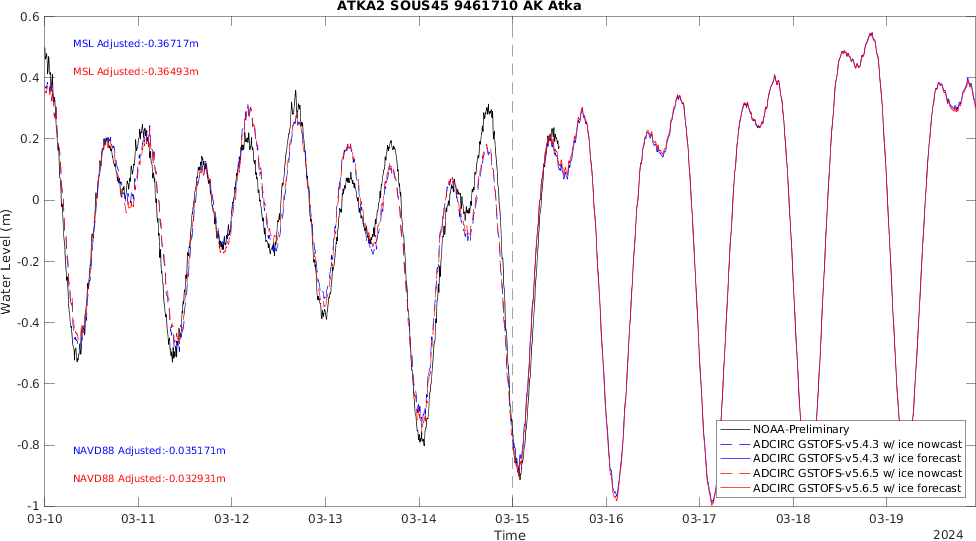 ATKA2 SOUS45 9461710 AK Atka
0.6
0.4
0.2
0
-0.2
-0.4
-0.6
-0.8
-1
Water Level (m)
MSL Adjusted:-0.36717m
MSL Adjusted:-0.36493m
NAVD88 Adjusted:-0.035171m
NAVD88 Adjusted:-0.032931m
NOAA-Preliminary
ADCIRC GSTOFS-v5.4.3 w/ ice nowcast
ADCIRC GSTOFS-v5.4.3 w/ ice forecast
ADCIRC GSTOFS-v5.6.5 w/ ice nowcast
ADCIRC GSTOFS-v5.6.5 w/ ice forecast
03-10 03-11 03-12 03-13 03-14 03-15 03-16 03-17 03-18 03-19
Time
2024